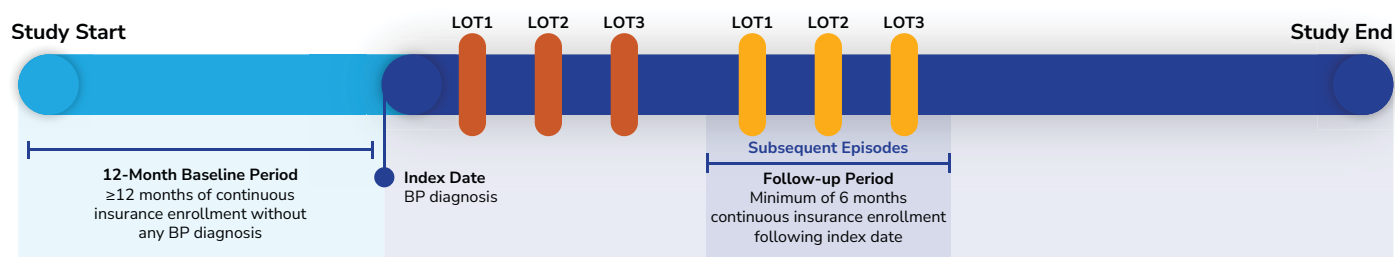 Study Start
LOT1 LOT2 LOT3 LOT1 LOT2 LOT3
Study End
12-Month Baseline Period
≥12 months of continuous
insurance enrollment without
any BP diagnosis
Index Date
BP diagnosis
Subsequent Episodes
Follow-up Period
Minimum of 6 months
continuous insurance enrollment
following index date